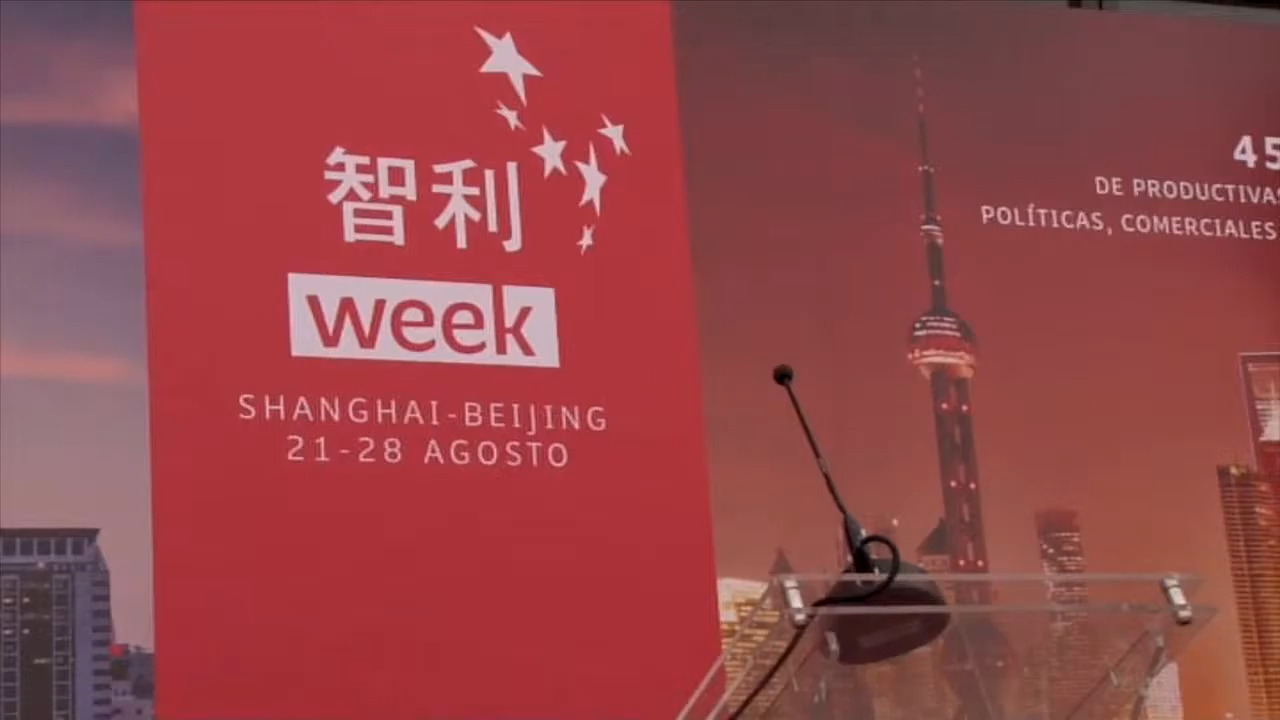 智利
week
SHANGHAI-BEIJING
21-28 AGOSTO
45
DE PRODUCTIVAS
POLÍTICAS, COMERCIALES